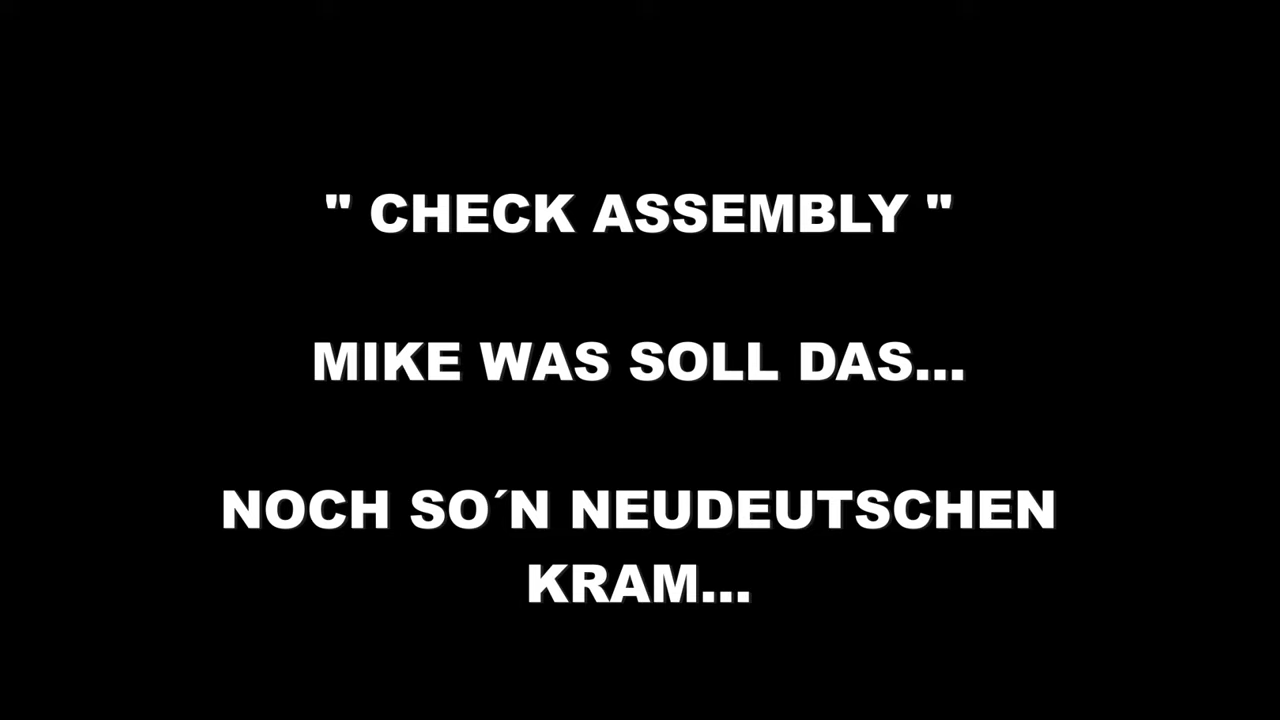 " CHECK ASSEMBLY "
MIKE WAS SOLL DAS...
NOCH SO´N NEUDEUTSCHEN
KRAM...